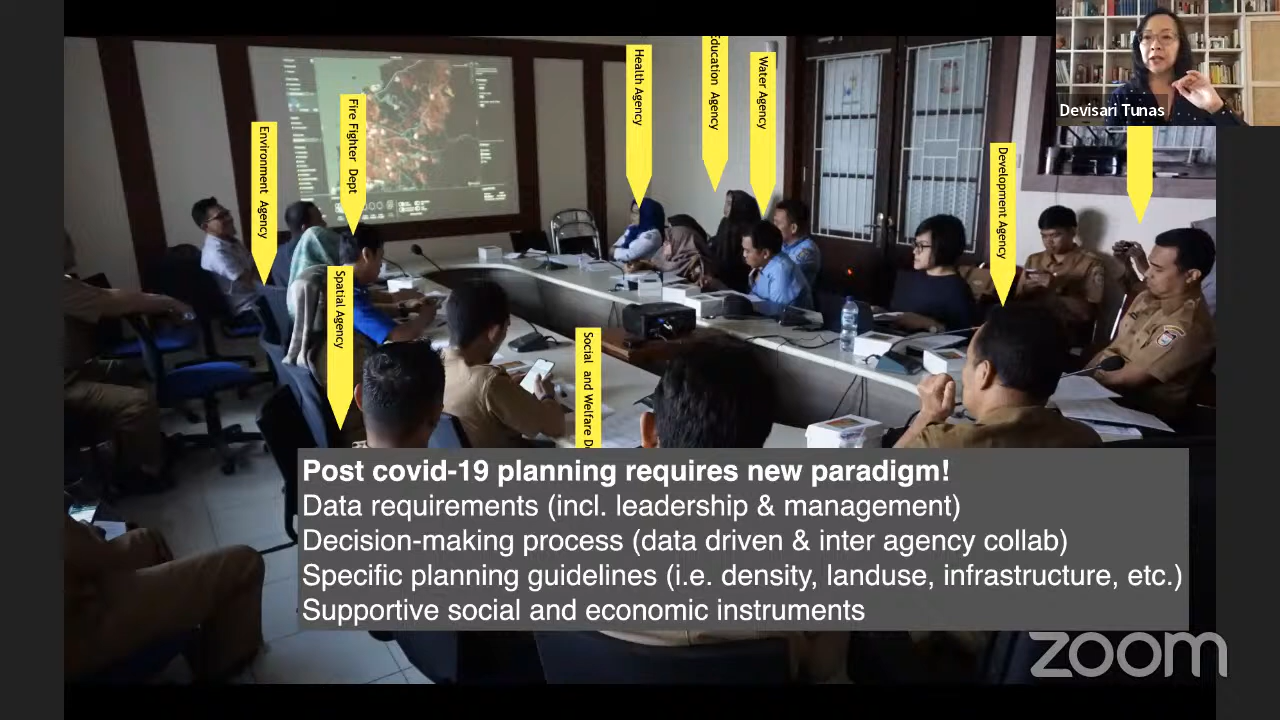 Devisari Tunas
Environment Agency
Fire Fighter Dept
Health Agency
Education Agency
Water Agency
Development Agency
Spatial Agency
Social and Welfare D
Post covid-19 planning requires new paradigm!
Data requirements (incl. leadership & management)
Decision-making process (data driven & inter agency collab)
Specific planning guidelines (i.e. density, landuse, infrastructure, etc.)
Supportive social and economic instruments
zoom